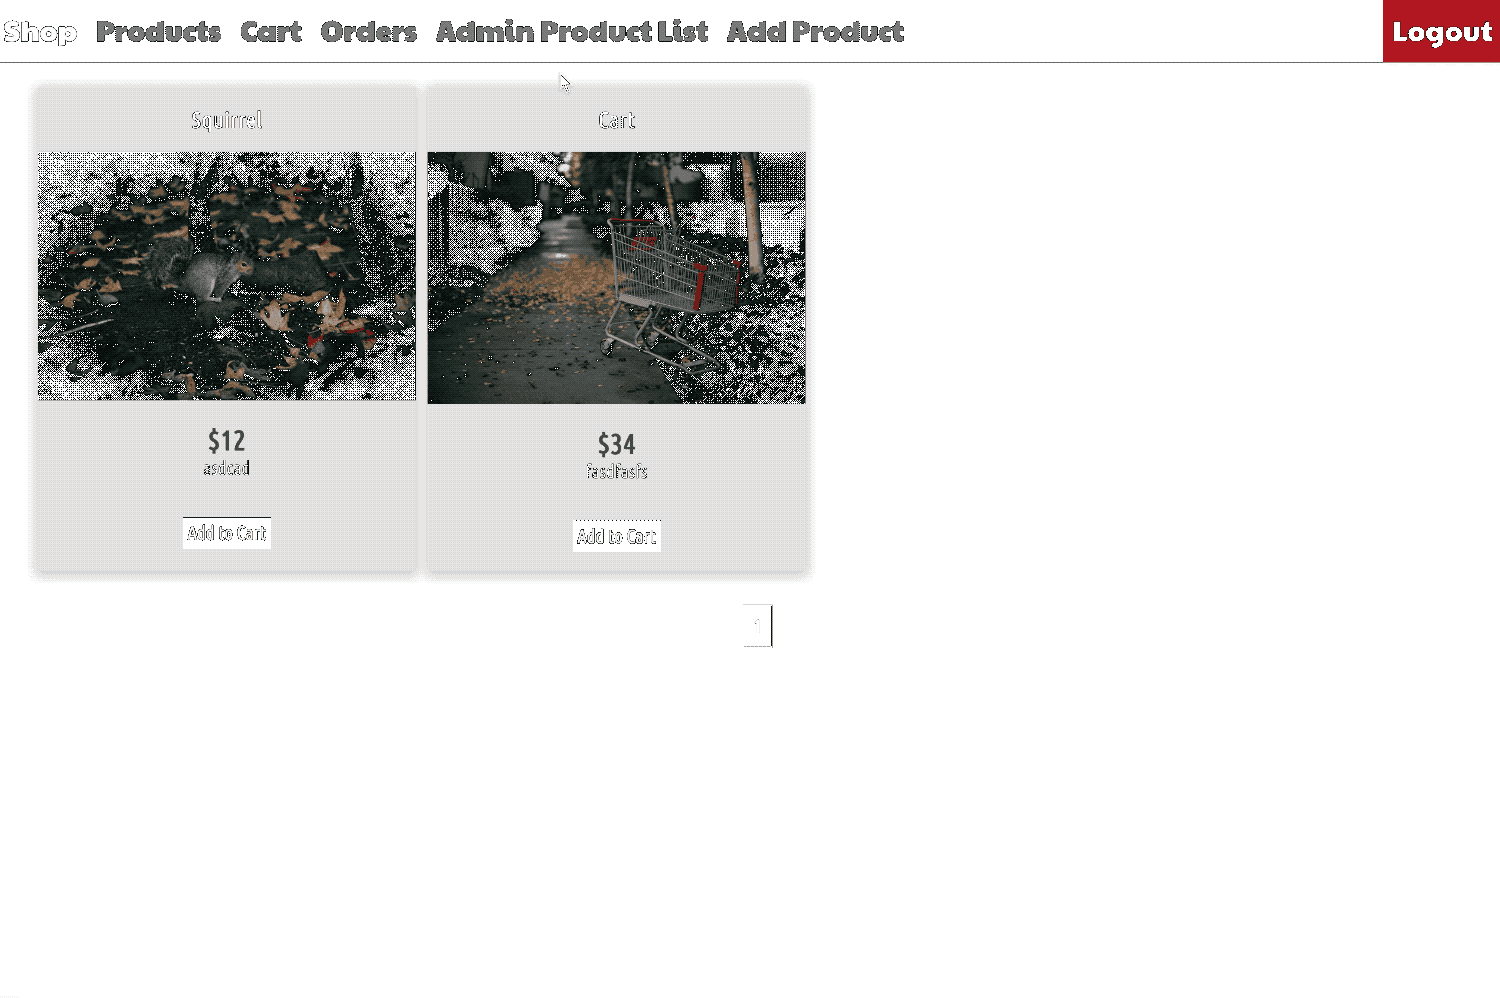 Shop Products Cart Orders Admin Product List Add Product Logout
Squirrel
$12
asdcad
Add to Cart
Cart
$34
fasdfasfs
Add to Cart
1